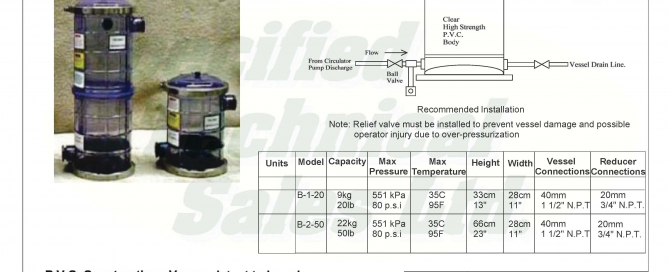 Clear
High Strength
P.V.C.
Body
Flow
From Circulator
Pump Discharge
Ball
Valve
Vessel Drain Line.
Recommended Installation
Note: Relief valve must be installed to prevent vessel damage and possible
operator injury due to over-pressurization
Units Model Capacity Max Pressure Max Temperature Height Width Vessel Connections Reducer Connections
B-1-20 9kg 551 kPa 35C 33cm 28cm 40mm 20mm
20lb 80 p.s.i 95F 13" 11" 1 1/2" N.P.T 3/4" N.P.T.
B-2-50 22kg 551 kPa 35C 66cm 28cm 40mm 20mm
50lb 80 p.s.i 95F 23" 11" 1 1/2" N.P.T 3/4" N.P.T.